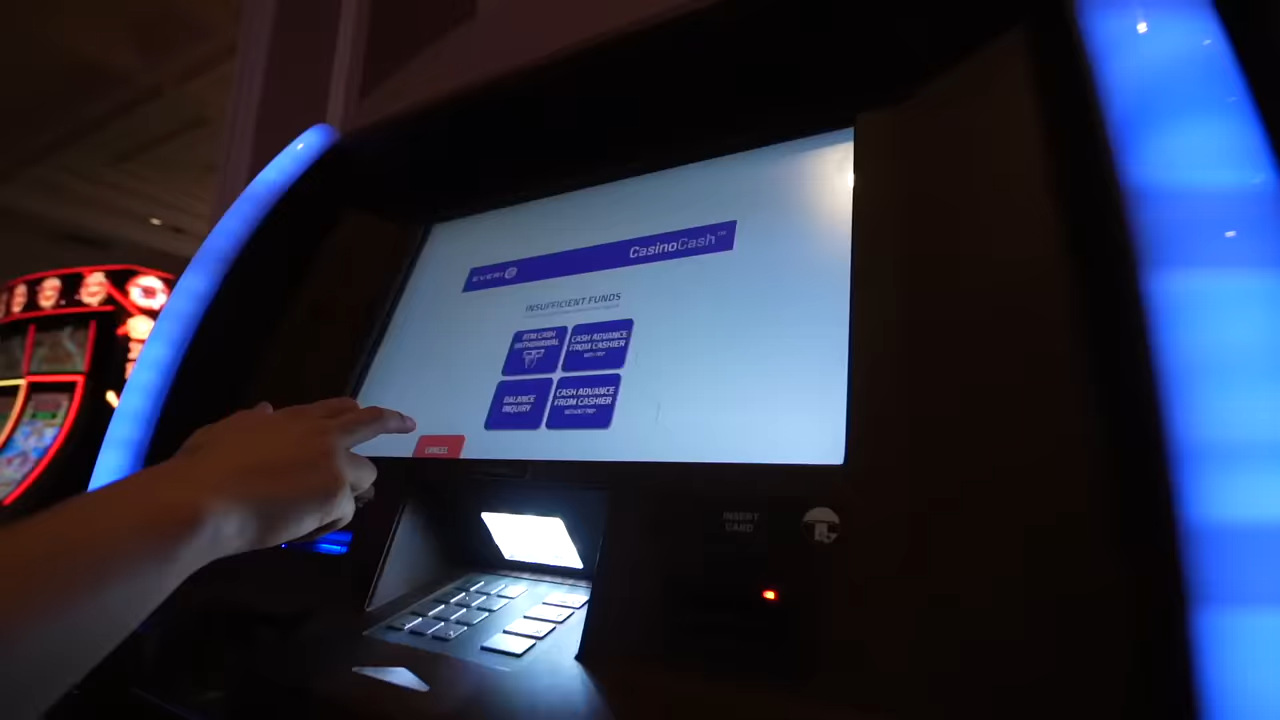 EVERI
CasinoCash™
INSUFFICIENT FUNDS
ATM CASH
WITHDRAWAL
CASH ADVANCE
FROM CASHIER
BALANCE
INQUIRY
CASH ADVANCE
FROM CASHIER
CANCEL
INSERT
CARD